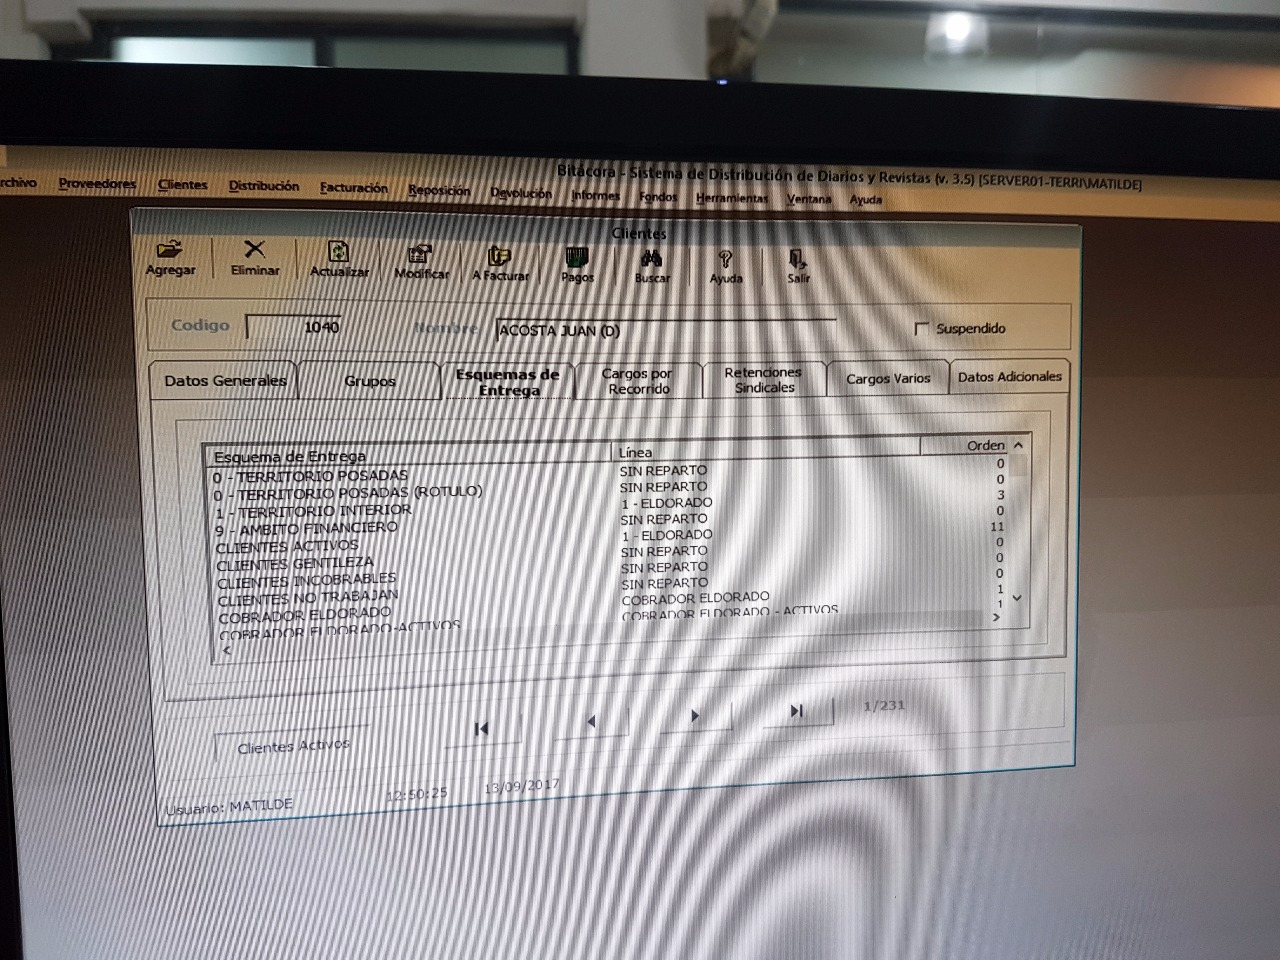 Bitácora - Sistema de Distribución de Diarios y Revistas (v. 3.5) [SERVER01-TERRI\MATILDE]
rchivo Proveedores Clientes Distribución Facturación Reposición Devolución Informes Fondos Herramientas Ventana Ayuda
Clientes
Agregar Eliminar Actualizar Modificar A Facturar Pagos Buscar Ayuda Salir
Codigo 1040 Nombre ACOSTA JUAN (D) Suspendido
Datos Generales Grupos Esquemas de Entrega Cargos por Recorrido Retenciones Sindicales Cargos Varios Datos Adicionales
Esquema de Entrega Línea Orden
0 - TERRITORIO POSADAS SIN REPARTO 0
0 - TERRITORIO POSADAS (ROTULO) SIN REPARTO 0
1 - TERRITORIO INTERIOR 1 - ELDORADO 3
9 - AMBITO FINANCIERO SIN REPARTO 0
CLIENTES ACTIVOS 1 - ELDORADO 11
CLIENTES GENTILEZA SIN REPARTO 0
CLIENTES INCOBRABLES SIN REPARTO 0
CLIENTES NO TRABAJAN SIN REPARTO 0
COBRADOR ELDORADO COBRADOR ELDORADO 1
COBRADOR ELDORADO-ACTIVOS COBRADOR ELDORADO - ACTIVOS 1
1/231
Clientes Activos
Usuario: MATILDE 12:50:25 13/09/2017